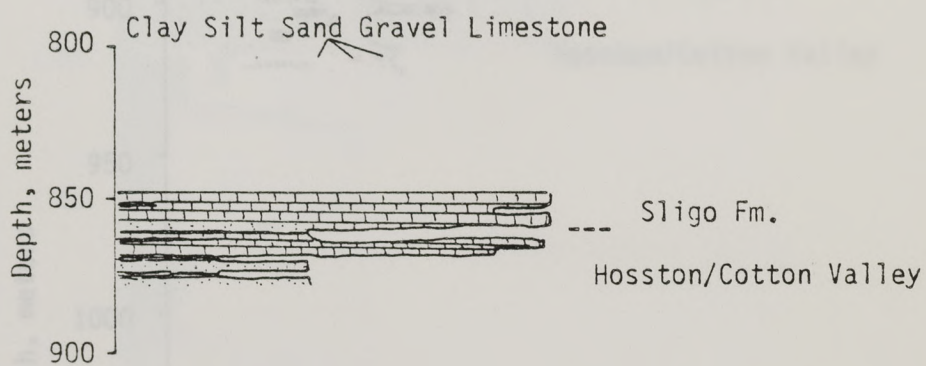 Clay Silt Sand Gravel Limestone
800
Depth, meters
850
Sligo Fm.
Hosston/Cotton Valley
900